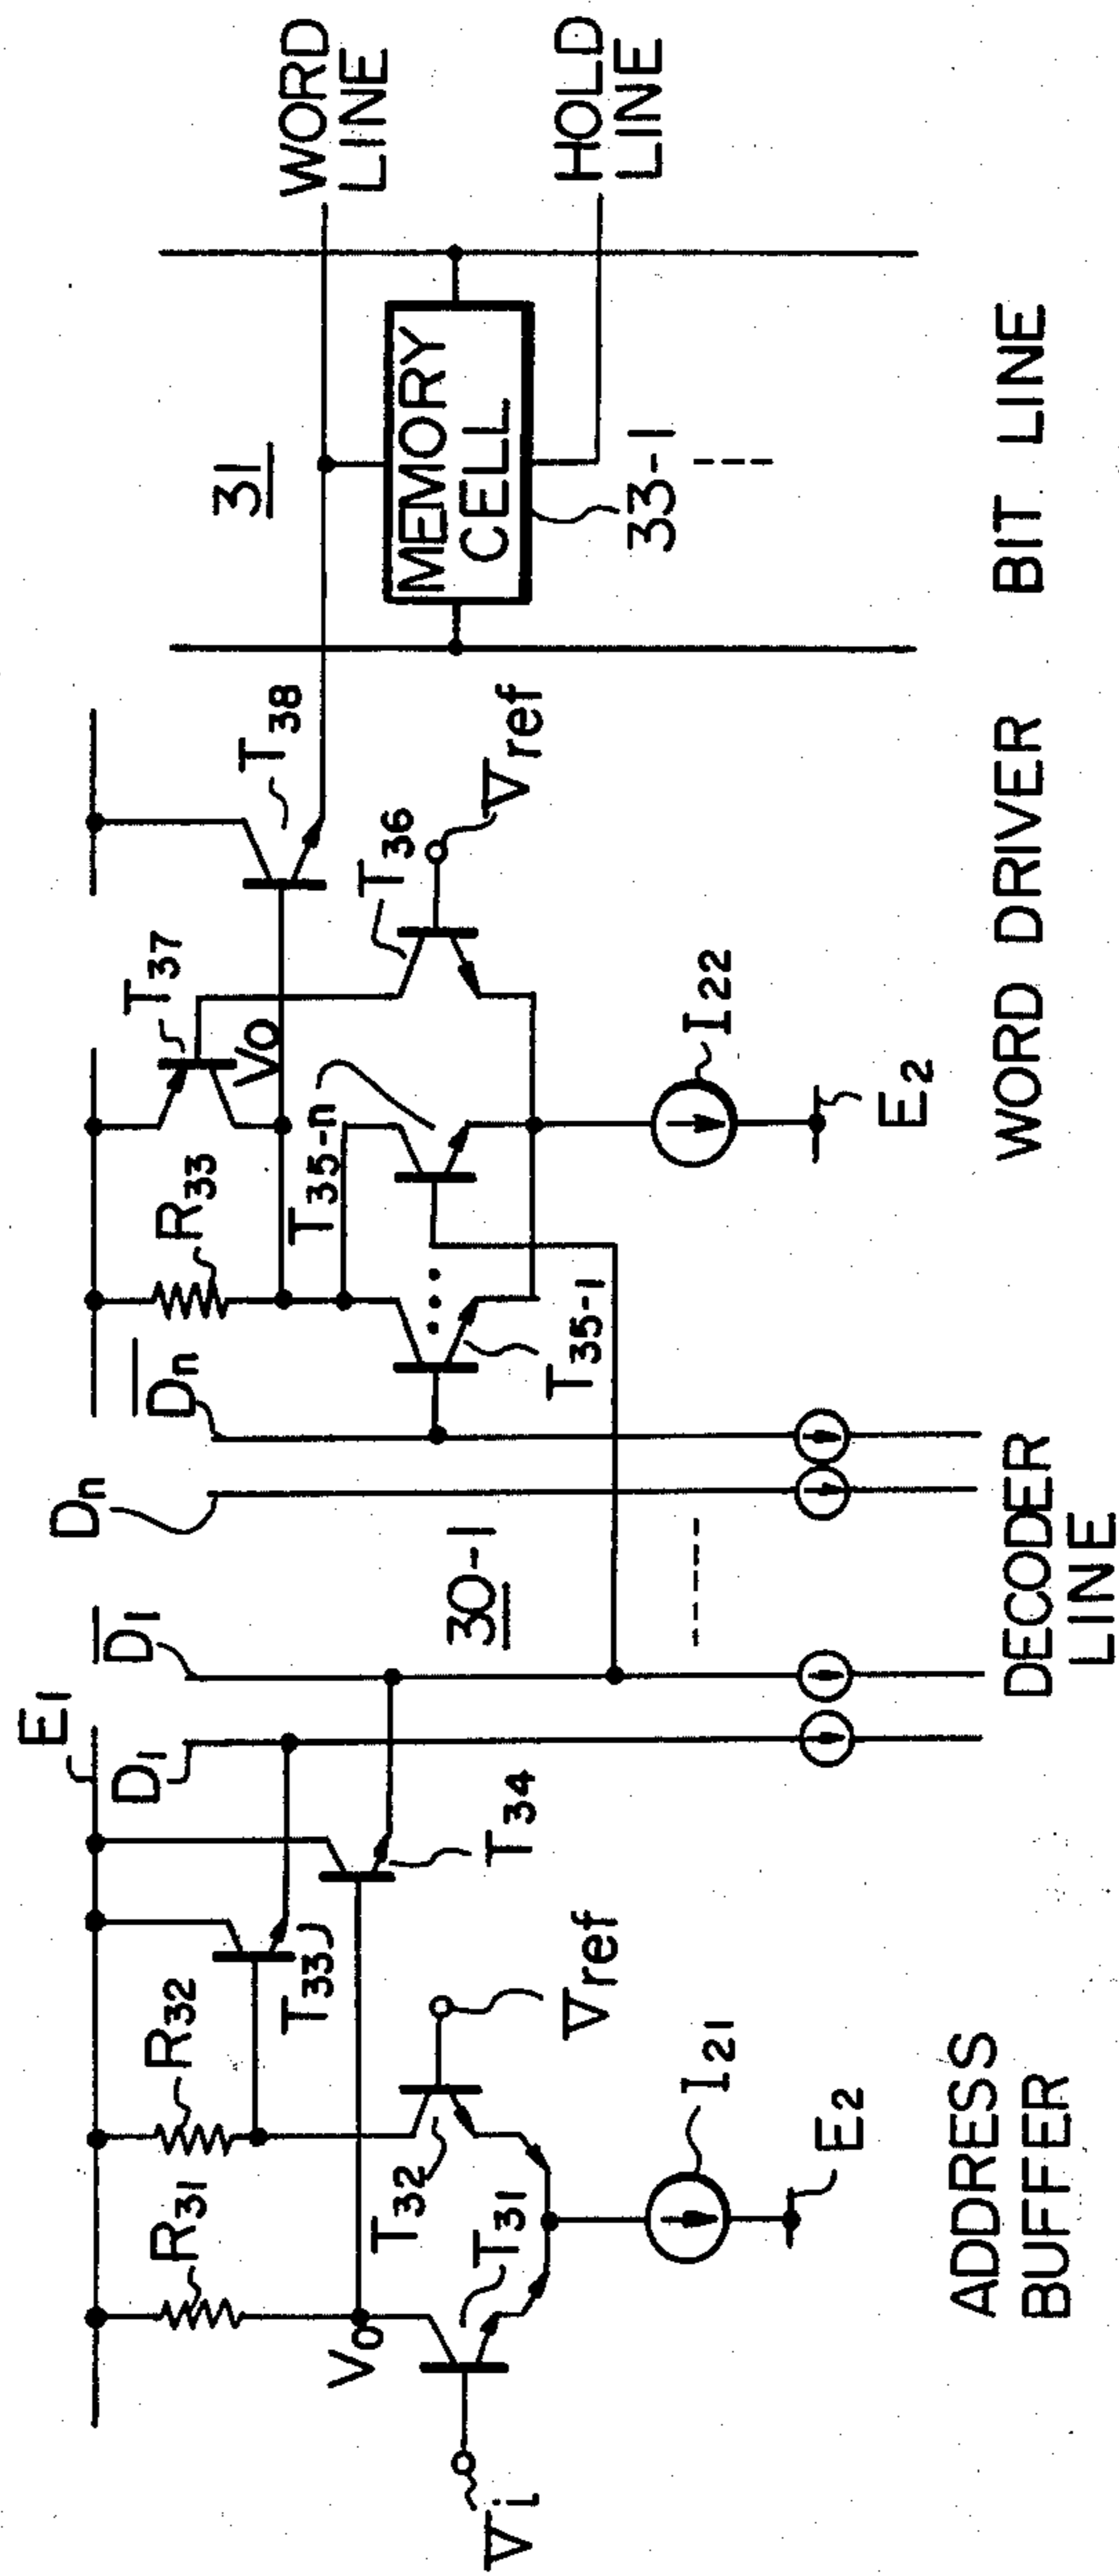 E1
D1
D̅1
Dn
D̅n
R31
R32
R33
T33
T34
T37
T38
31
WORD
LINE
HOLD
LINE
Vo
Vo
Vi
T31
T32
Vref
I21
E2
30-1
T35-1
T35-n
T36
Vref
I22
E2
MEMORY
CELL
33-1
ADDRESS
BUFFER
DECODER
LINE
WORD DRIVER
BIT LINE